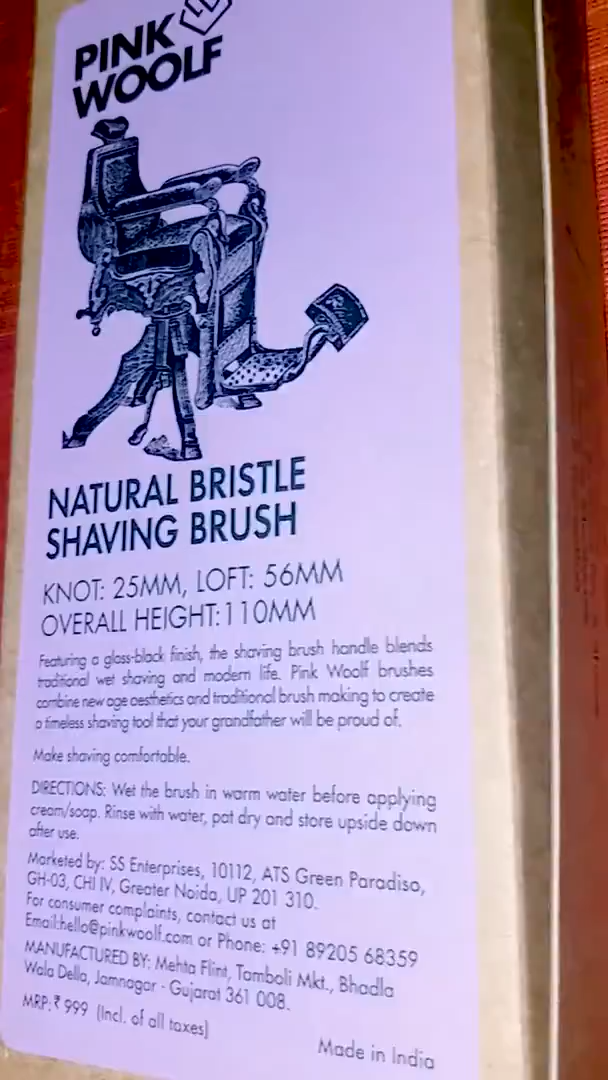 PINK
WOOLF
NATURAL BRISTLE
SHAVING BRUSH
KNOT: 25MM, LOFT: 56MM
OVERALL HEIGHT:110MM
Featuring a gloss-black finish, the shaving brush handle blends
traditional wet shaving and modern life. Pink Woolf brushes
combine new age aesthetics and traditional brush making to create
a timeless shaving tool that your grandfather will be proud of.
Make shaving comfortable.
DIRECTIONS: Wet the brush in warm water before applying
cream/soap. Rinse with water, pat dry and store upside down
after use.
Marketed by: SS Enterprises, 10112, ATS Green Paradiso,
GH-03, CHI IV, Greater Noida, UP 201 310.
For consumer complaints, contact us at
Email:hello@pinkwoolf.com or Phone: +91 89205 68359
MANUFACTURED BY: Mehta Flint, Tamboli Mkt., Bhadla
Wala Della, Jamnagar - Gujarat 361 008.
MRP:₹ 999 (Incl. of all taxes)
Made in India